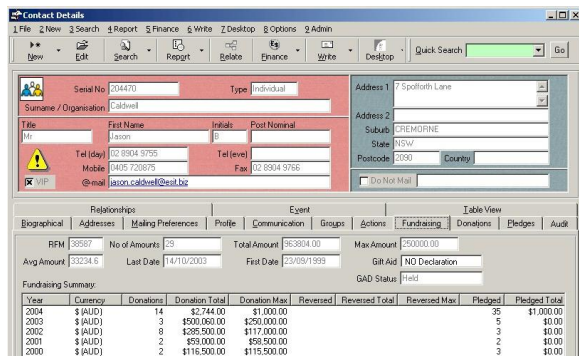 Contact Details
1 File 2 New 3 Search 4 Report 5 Finance 6 Write 7 Desktop 8 Options 9 Admin
New Edit Search Report Relate Finance Write Desktop Quick Search Go
Serial No 204470 Type Individual
Surname / Organisation Caldwell
Title First Name Initials Post Nominal
Mr Jason B
Tel (day) 02 8904 9755 Tel (eve)
Mobile 0405 720875 Fax 02 8904 9766
VIP @-mail jason.caldwell@esit.biz
Address 1 7 Spofforth Lane
Address 2
Suburb CREMORNE
State NSW
Postcode 2090 Country
Do Not Mail
Relationships Event Table View
Biographical Addresses Mailing Preferences Profile Communication Groups Actions Fundraising Donations Pledges Audit
RFM 38587 No of Amounts 29 Total Amount 963804.00 Max Amount 250000.00
Avg Amount 33234.6 Last Date 14/10/2003 First Date 23/09/1999 Gift Aid NO Declaration
GAD Status Held
Fundraising Summary:
Year Currency Donations Donation Total Donation Max Reversed Reversed Total Reversed Max Pledged Pledged Total
2004 $ (AUD) 14 $2,744.00 $1,000.00 35 $1,000.00
2003 $ (AUD) 3 $500,060.00 $250,000.00 5 $0.00
2002 $ (AUD) 8 $285,500.00 $117,000.00 3 $0.00
2001 $ (AUD) 2 $59,000.00 $58,500.00 2 $0.00
2000 $ (AUD) 2 $116,500.00 $115,500.00 3 $0.00